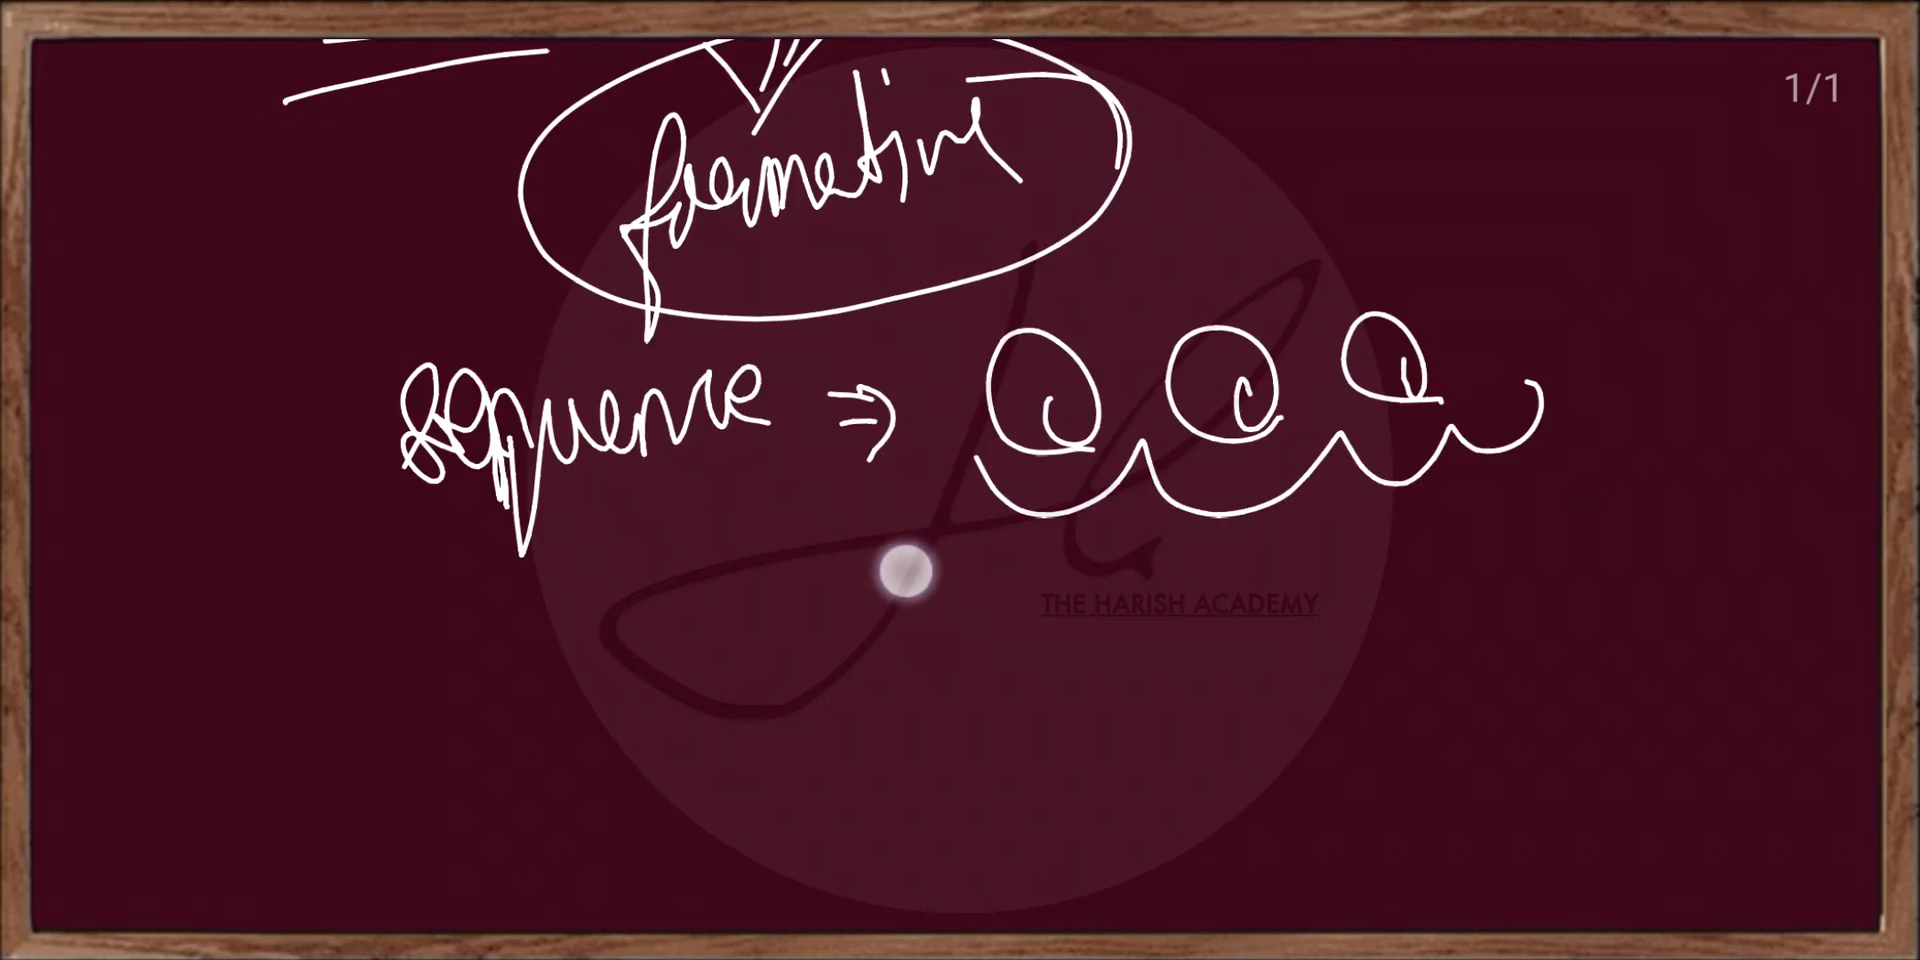 1/1
formative
sequence ⇒
THE HARISH ACADEMY